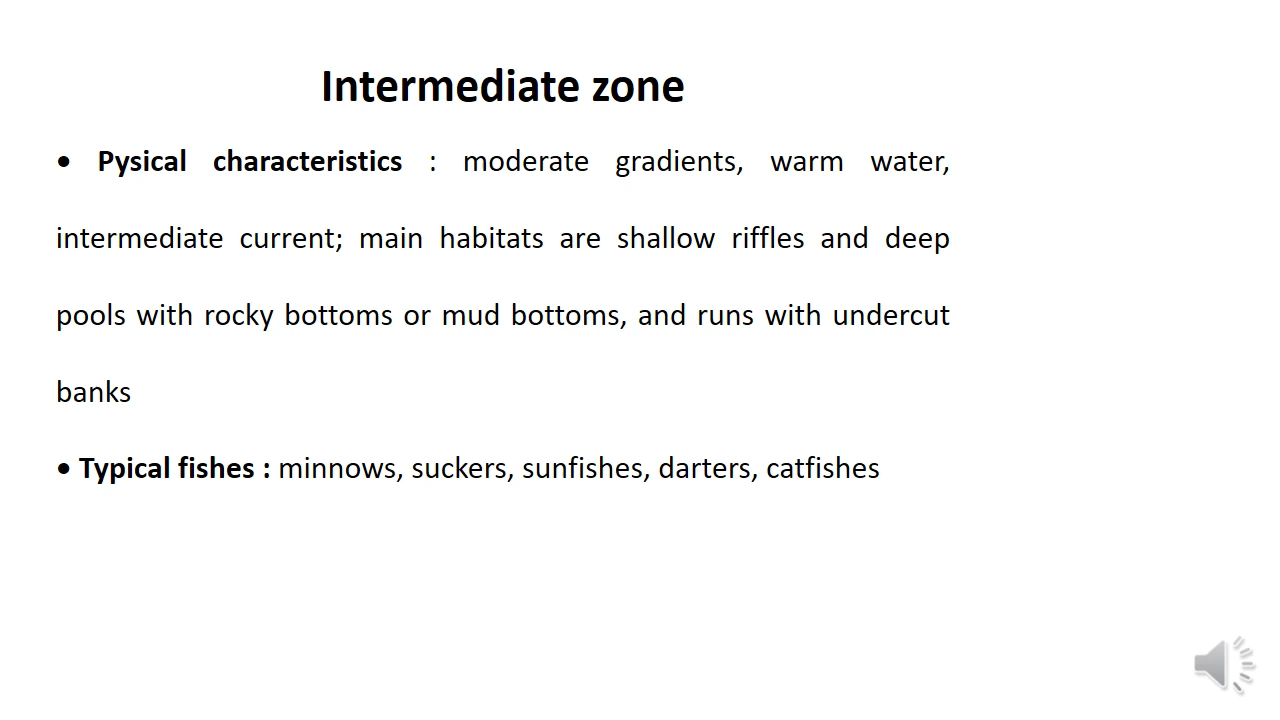 Intermediate zone
• Pysical characteristics : moderate gradients, warm water,
intermediate current; main habitats are shallow riffles and deep
pools with rocky bottoms or mud bottoms, and runs with undercut
banks
• Typical fishes : minnows, suckers, sunfishes, darters, catfishes